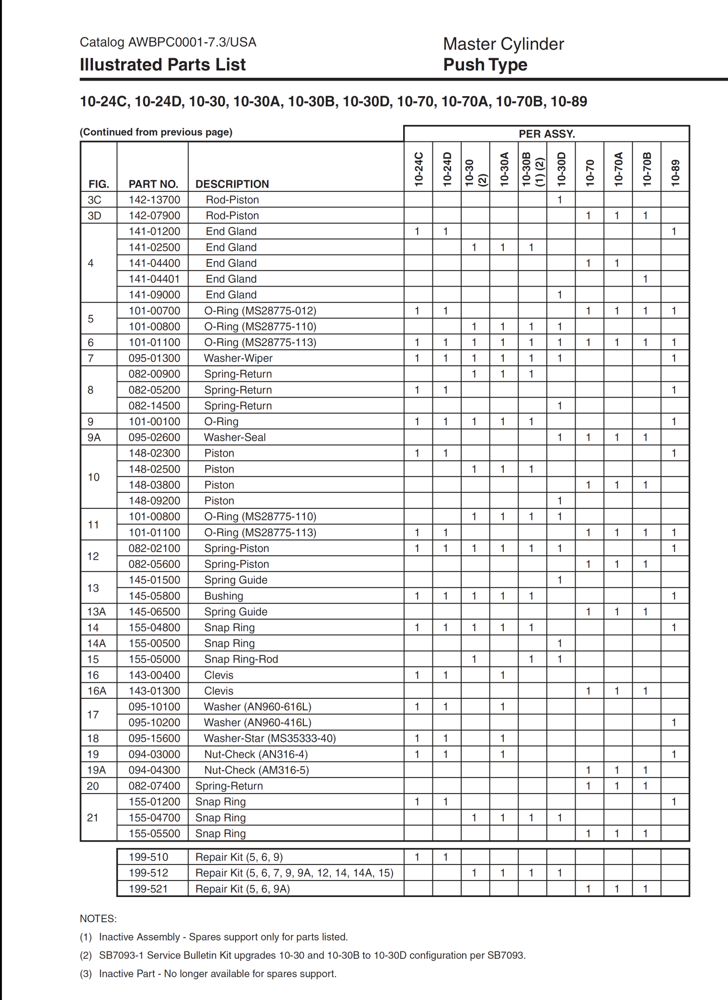 Catalog AWBPC0001-7.3/USA
Illustrated Parts List
Master Cylinder
Push Type
10-24C, 10-24D, 10-30, 10-30A, 10-30B, 10-30D, 10-70, 10-70A, 10-70B, 10-89
(Continued from previous page)
PER ASSY.
FIG. PART NO. DESCRIPTION 10-24C 10-24D 10-30 (2) 10-30A 10-30B (1) (2) 10-30D 10-70 10-70A 10-70B 10-89
3C 142-13700 Rod-Piston 1
3D 142-07900 Rod-Piston 1 1 1
4 141-01200 End Gland 1 1 1
141-02500 End Gland 1 1 1
141-04400 End Gland 1 1
141-04401 End Gland 1
141-09000 End Gland 1
5 101-00700 O-Ring (MS28775-012) 1 1 1 1 1 1
101-00800 O-Ring (MS28775-110) 1 1 1 1
6 101-01100 O-Ring (MS28775-113) 1 1 1 1 1 1 1 1 1 1
7 095-01300 Washer-Wiper 1 1 1 1 1 1 1
8 082-00900 Spring-Return 1 1 1
082-05200 Spring-Return 1 1 1
082-14500 Spring-Return 1
9 101-00100 O-Ring 1 1 1 1 1 1
9A 095-02600 Washer-Seal 1 1 1 1
10 148-02300 Piston 1 1 1
148-02500 Piston 1 1 1
148-03800 Piston 1 1 1
148-09200 Piston 1
11 101-00800 O-Ring (MS28775-110) 1 1 1 1
101-01100 O-Ring (MS28775-113) 1 1 1 1 1 1
12 082-02100 Spring-Piston 1 1 1 1 1 1 1
082-05600 Spring-Piston 1 1 1
13 145-01500 Spring Guide 1
145-05800 Bushing 1 1 1 1 1 1
13A 145-06500 Spring Guide 1 1 1
14 155-04800 Snap Ring 1 1 1 1 1 1
14A 155-00500 Snap Ring 1
15 155-05000 Snap Ring-Rod 1 1 1
16 143-00400 Clevis 1 1 1
16A 143-01300 Clevis 1 1 1
17 095-10100 Washer (AN960-616L) 1 1 1
095-10200 Washer (AN960-416L) 1
18 095-15600 Washer-Star (MS35333-40) 1 1 1
19 094-03000 Nut-Check (AN316-4) 1 1 1 1
19A 094-04300 Nut-Check (AM316-5) 1 1 1
20 082-07400 Spring-Return 1 1 1
21 155-01200 Snap Ring 1 1 1
155-04700 Snap Ring 1 1 1 1
155-05500 Snap Ring 1 1 1
199-510 Repair Kit (5, 6, 9) 1 1
199-512 Repair Kit (5, 6, 7, 9, 9A, 12, 14, 14A, 15) 1 1 1 1
199-521 Repair Kit (5, 6, 9A) 1 1 1
NOTES:
(1) Inactive Assembly - Spares support only for parts listed.
(2) SB7093-1 Service Bulletin Kit upgrades 10-30 and 10-30B to 10-30D configuration per SB7093.
(3) Inactive Part - No longer available for spares support.